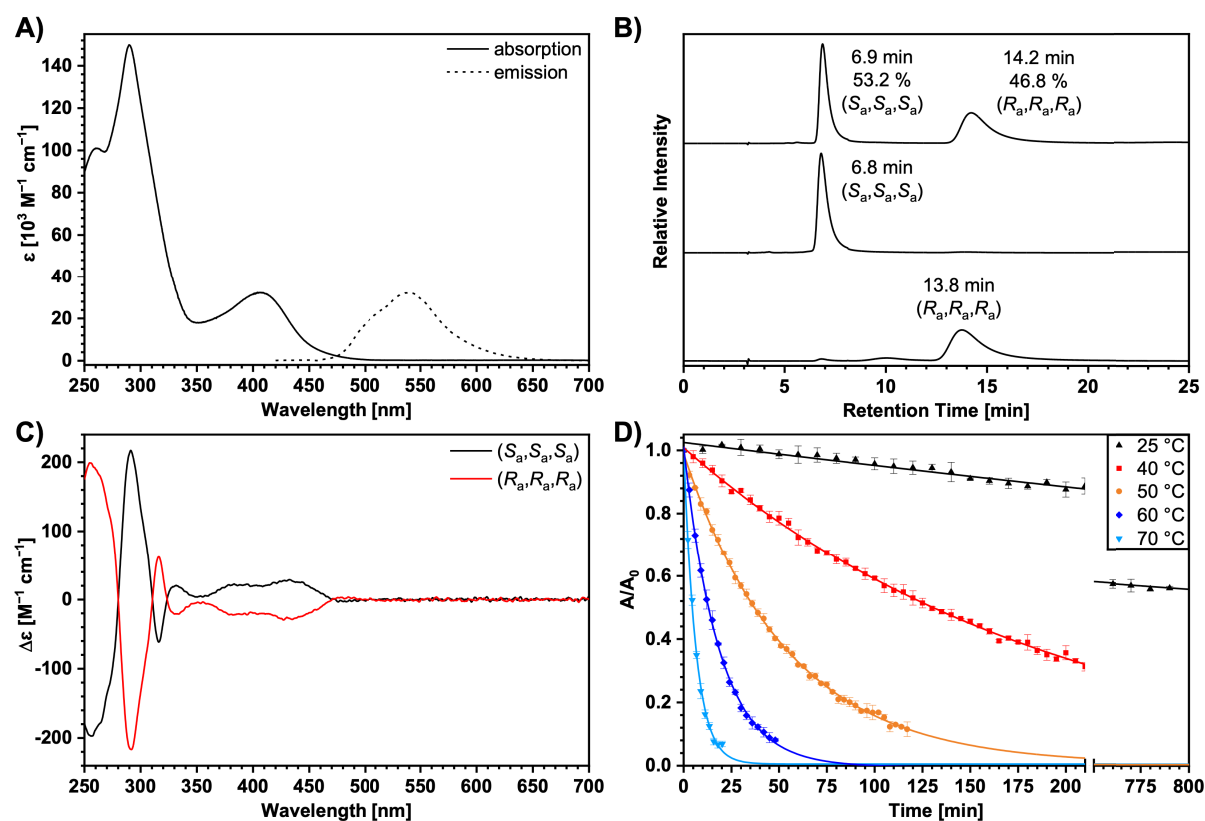 A)
absorption
emission
ε [10³ M⁻¹ cm⁻¹]
140
120
100
80
60
40
20
0
250 300 350 400 450 500 550 600 650 700
Wavelength [nm]
B)
6.9 min
53.2 %
(Sₐ,Sₐ,Sₐ)
14.2 min
46.8 %
(Rₐ,Rₐ,Rₐ)
6.8 min
(Sₐ,Sₐ,Sₐ)
13.8 min
(Rₐ,Rₐ,Rₐ)
Relative Intensity
0 5 10 15 20 25
Retention Time [min]
C)
(Sₐ,Sₐ,Sₐ)
(Rₐ,Rₐ,Rₐ)
Δε [M⁻¹ cm⁻¹]
200
100
0
-100
-200
250 300 350 400 450 500 550 600 650 700
Wavelength [nm]
D)
25 °C
40 °C
50 °C
60 °C
70 °C
A/A₀
1.0
0.8
0.6
0.4
0.2
0.0
0 25 50 75 100 125 150 175 200 775 800
Time [min]